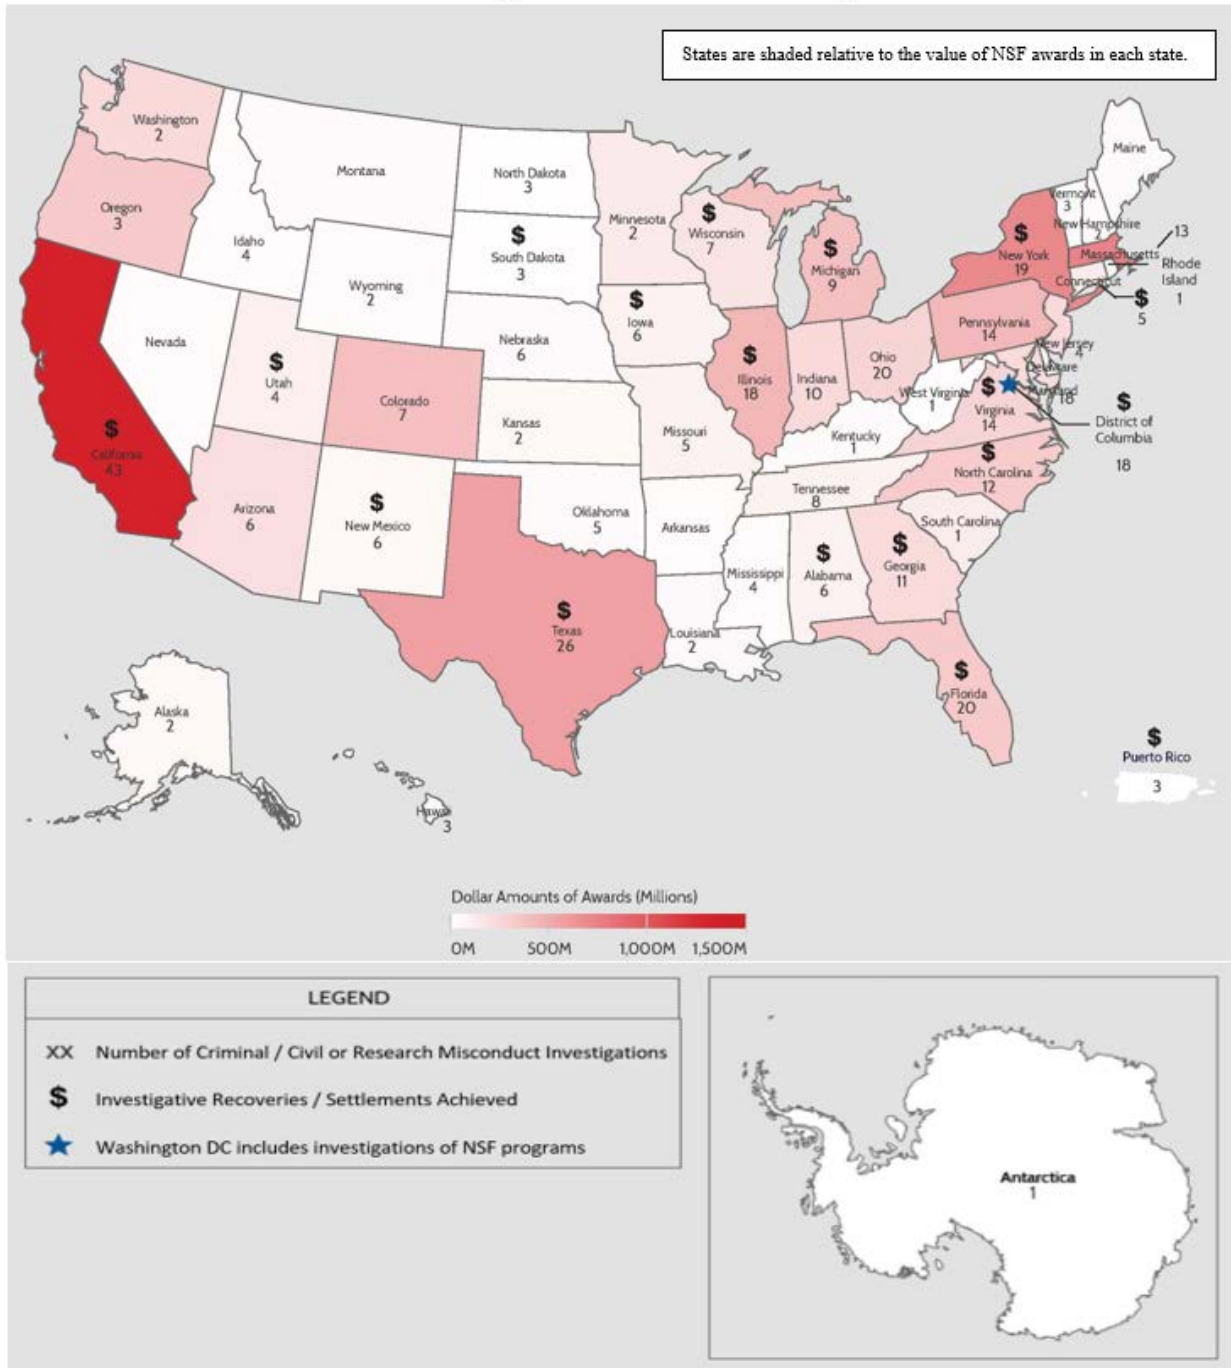 States are shaded relative to the value of NSF awards in each state.
Washington
2
Oregon
3
California
$
43
Idaho
4
Nevada
Montana
Wyoming
2
$
Utah
4
Arizona
6
Colorado
7
$
New Mexico
6
North Dakota
3
$
South Dakota
3
Nebraska
6
Kansas
2
Oklahoma
5
$
Texas
26
Minnesota
2
$
Iowa
6
Missouri
5
Arkansas
Louisiana
2
$
Wisconsin
7
$
Illinois
18
$
Michigan
9
Indiana
10
Ohio
20
Kentucky
1
Tennessee
8
Mississippi
4
$
Alabama
6
$
Georgia
11
$
Florida
20
South Carolina
1
$
North Carolina
12
$
Virginia
14
West Virginia
1
Pennsylvania
14
$
New York
19
Vermont
3
New Hampshire
2
Maine
Massachusetts
13
Rhode
Island
1
Connecticut
$
5
New Jersey
4
Delaware
Maryland
18
$
District of
Columbia
18
Alaska
2
Hawaii
3
$
Puerto Rico
3
Dollar Amounts of Awards (Millions)
0M 500M 1,000M 1,500M
LEGEND
XX Number of Criminal / Civil or Research Misconduct Investigations
$ Investigative Recoveries / Settlements Achieved
Washington DC includes investigations of NSF programs
Antarctica
1